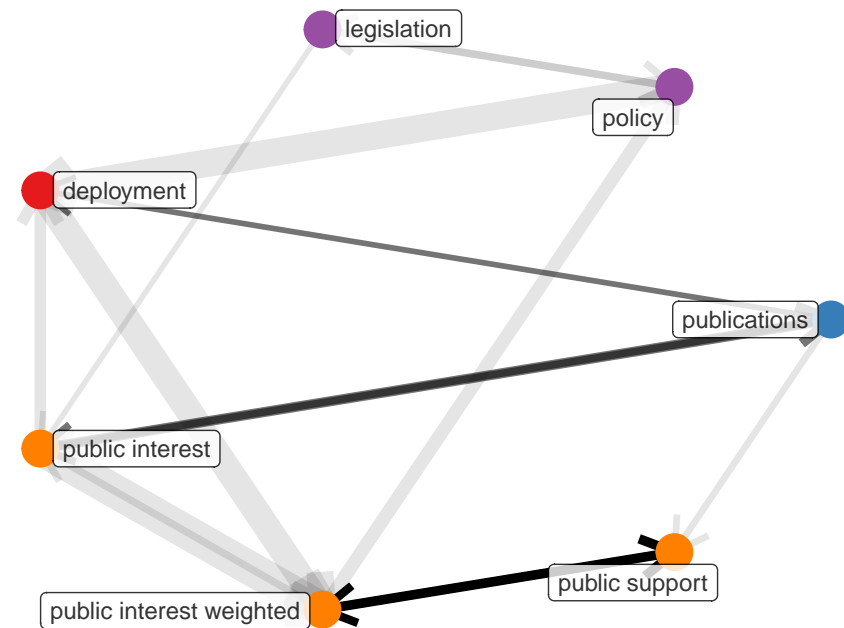 legislation
policy
deployment
publications
public interest
public support
public interest weighted